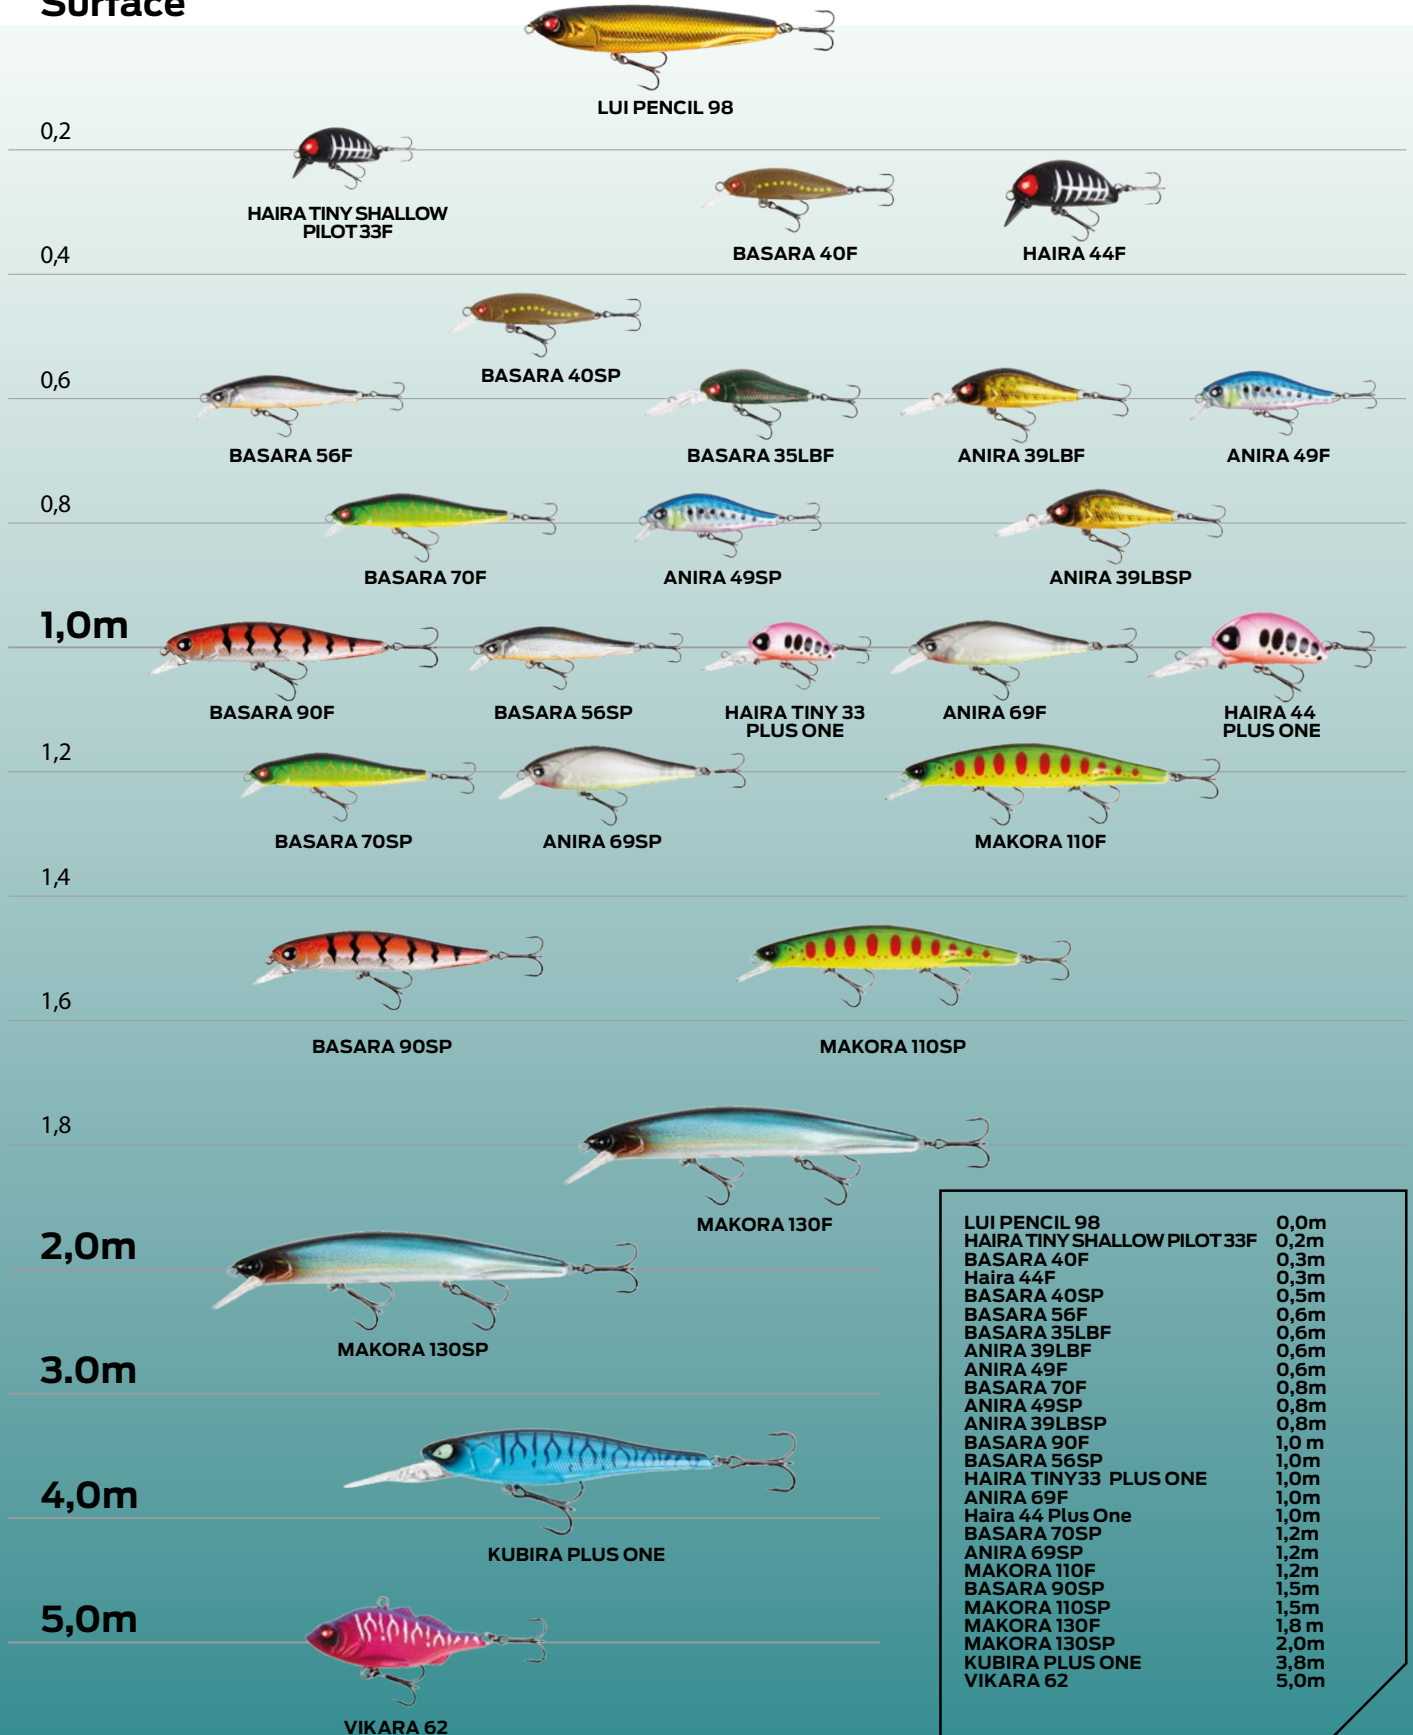 Surface
LUI PENCIL 98
0,2
HAIRA TINY SHALLOW
PILOT 33F
BASARA 40F
HAIRA 44F
0,4
BASARA 40SP
0,6
BASARA 56F
BASARA 35LBF
ANIRA 39LBF
ANIRA 49F
0,8
BASARA 70F
ANIRA 49SP
ANIRA 39LBSP
1,0m
BASARA 90F
BASARA 56SP
HAIRA TINY 33
PLUS ONE
ANIRA 69F
HAIRA 44
PLUS ONE
1,2
BASARA 70SP
ANIRA 69SP
MAKORA 110F
1,4
BASARA 90SP
MAKORA 110SP
1,6
1,8
MAKORA 130F
2,0m
MAKORA 130SP
3.0m
4,0m
KUBIRA PLUS ONE
5,0m
VIKARA 62
LUI PENCIL 98 0,0m
HAIRA TINY SHALLOW PILOT 33F 0,2m
BASARA 40F 0,3m
Haira 44F 0,3m
BASARA 40SP 0,5m
BASARA 56F 0,6m
BASARA 35LBF 0,6m
ANIRA 39LBF 0,6m
ANIRA 49F 0,6m
BASARA 70F 0,8m
ANIRA 49SP 0,8m
ANIRA 39LBSP 0,8m
BASARA 90F 1,0 m
BASARA 56SP 1,0m
HAIRA TINY33 PLUS ONE 1,0m
ANIRA 69F 1,0m
Haira 44 Plus One 1,0m
BASARA 70SP 1,2m
ANIRA 69SP 1,2m
MAKORA 110F 1,2m
BASARA 90SP 1,5m
MAKORA 110SP 1,5m
MAKORA 130F 1,8 m
MAKORA 130SP 2,0m
KUBIRA PLUS ONE 3,8m
VIKARA 62 5,0m